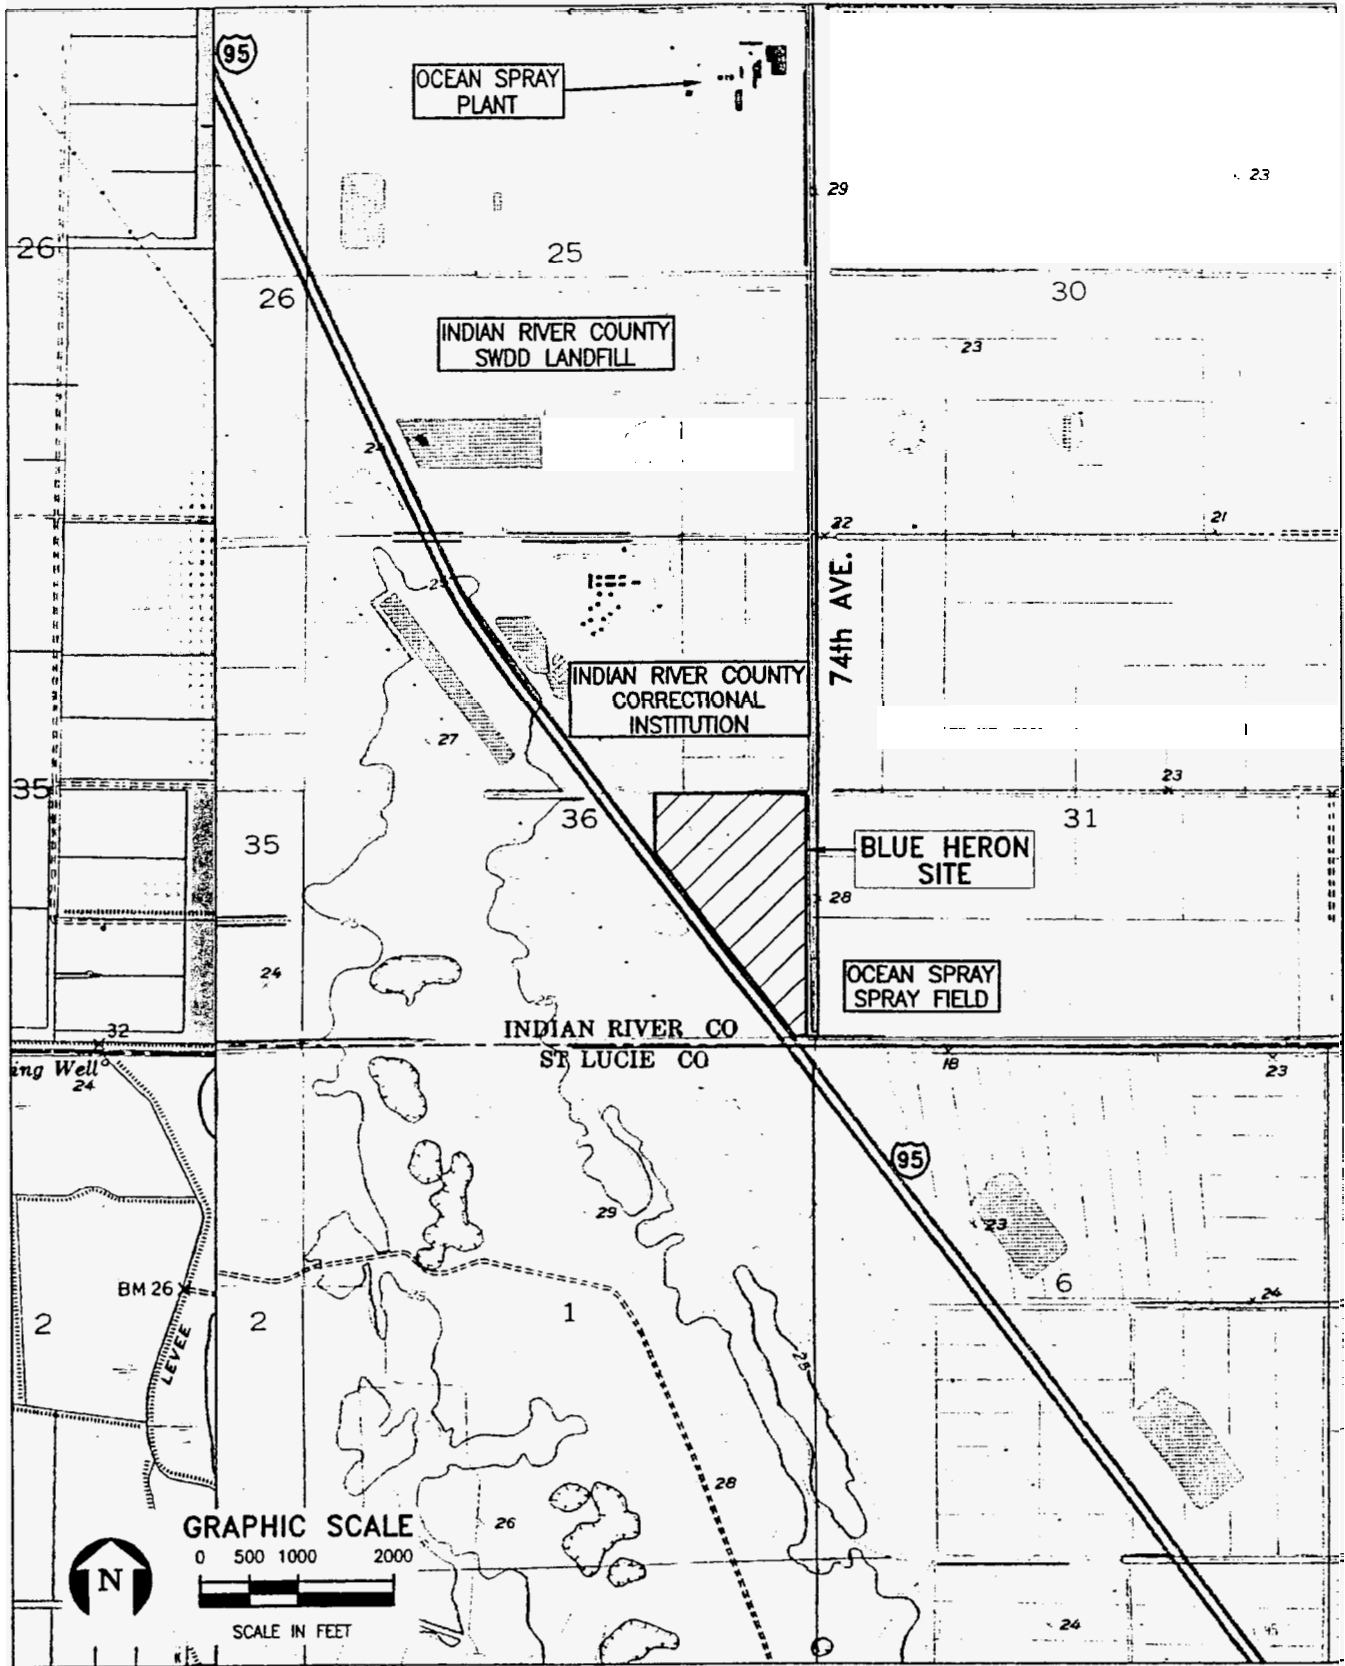 95
OCEAN SPRAY
PLANT
23
29
26
25
26
30
INDIAN RIVER COUNTY
SWDD LANDFILL
23
22
21
74th AVE.
INDIAN RIVER COUNTY
CORRECTIONAL
INSTITUTION
27
23
35
36
31
35
BLUE HERON
SITE
28
24
OCEAN SPRAY
SPRAY FIELD
INDIAN RIVER CO
32
ST LUCIE CO
ing Well
24
18
23
95
29
23
BM 26
6
24
2
2
1
LEVEE
25
28
GRAPHIC SCALE
26
0 500 1000 2000
N
SCALE IN FEET
24